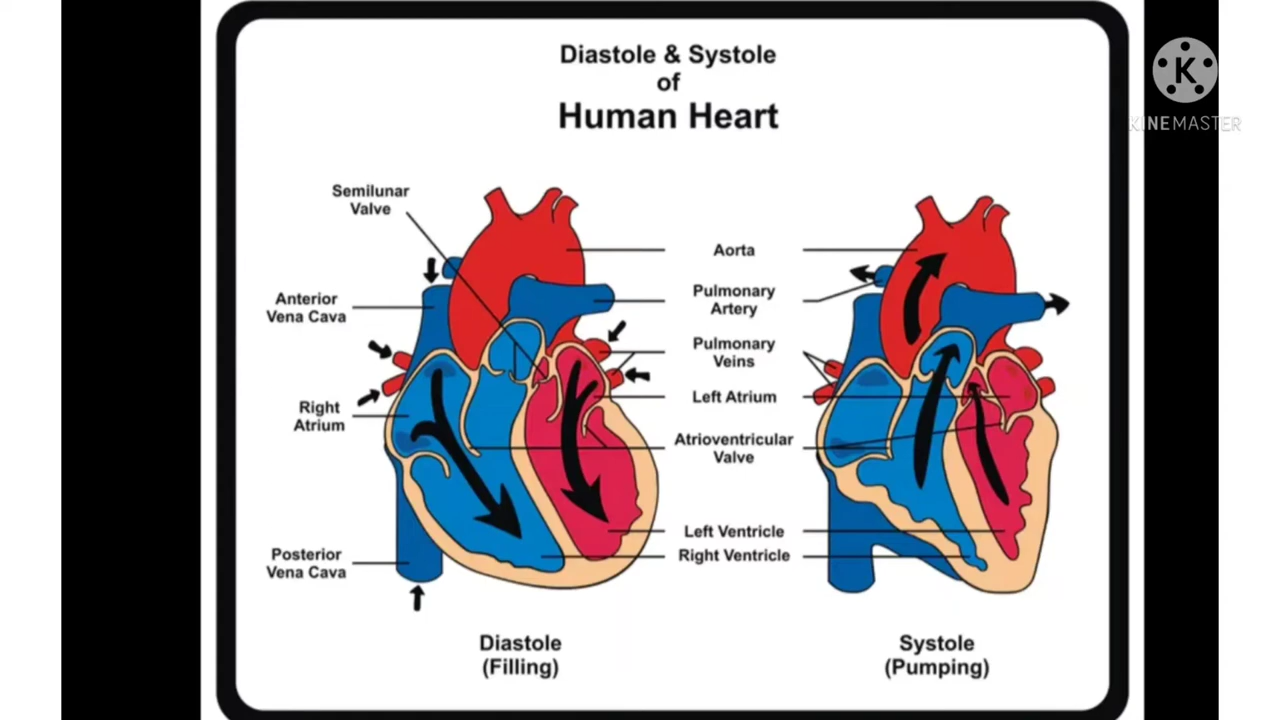 Diastole & Systole
of
Human Heart
K
KINEMASTER
Semilunar
Valve
Anterior
Vena Cava
Right
Atrium
Posterior
Vena Cava
Aorta
Pulmonary
Artery
Pulmonary
Veins
Left Atrium
Atrioventricular
Valve
Left Ventricle
Right Ventricle
Diastole
(Filling)
Systole
(Pumping)